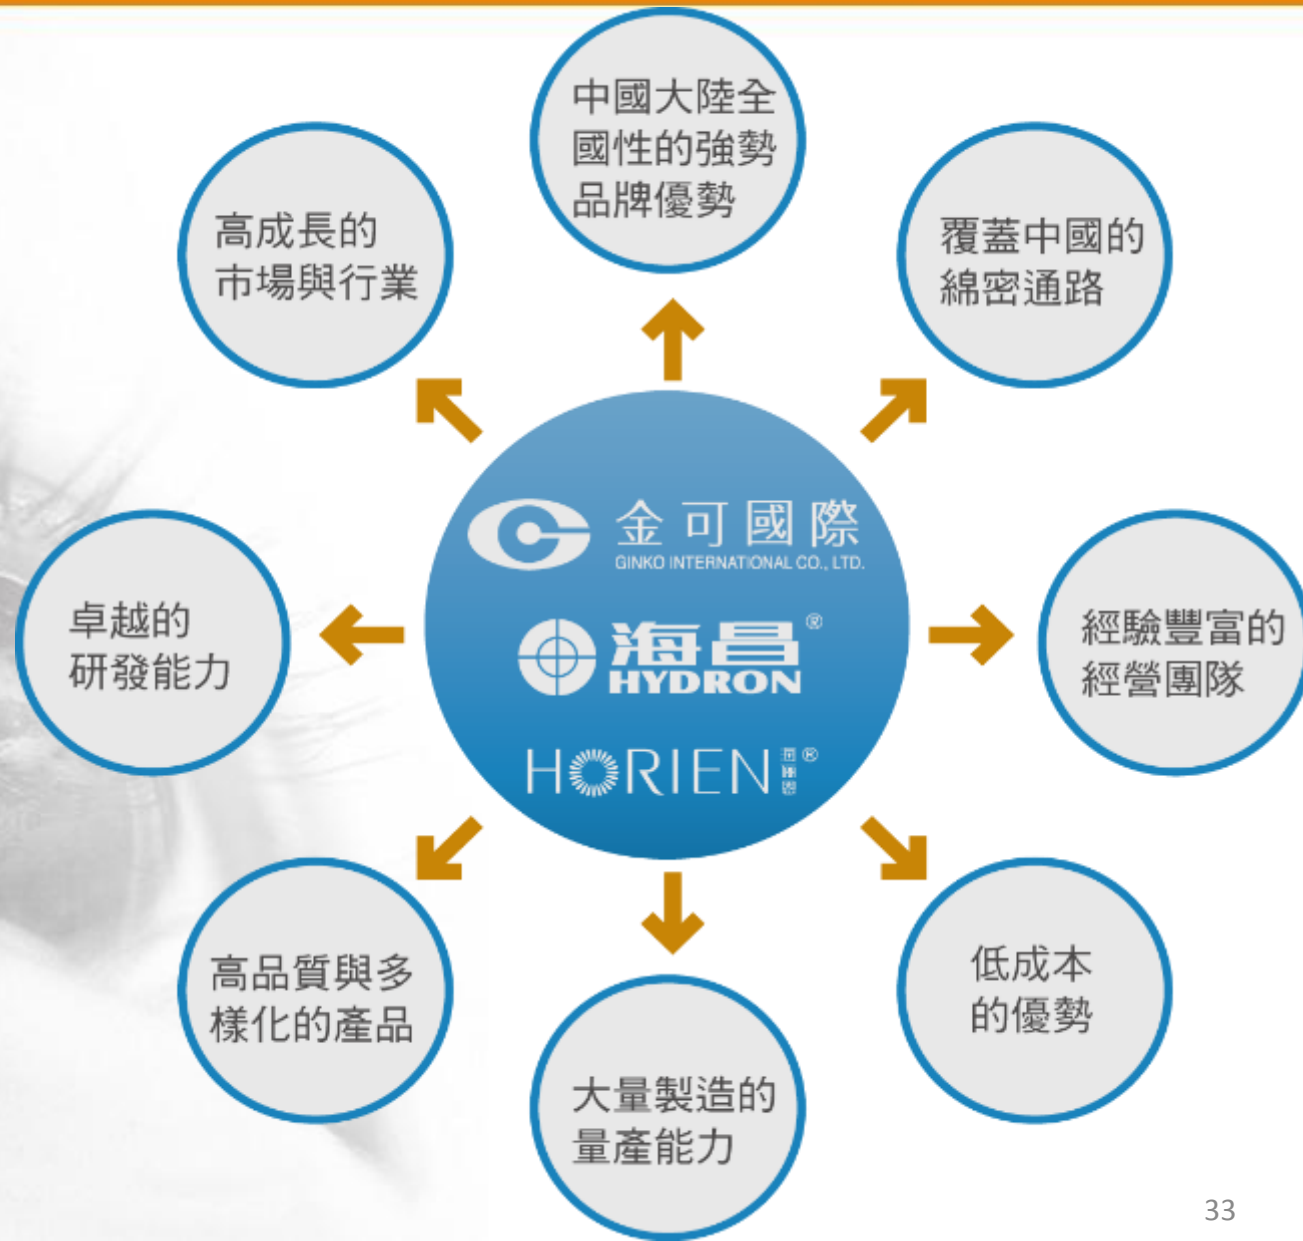 中國大陸全
國性的強勢
品牌優勢
高成長的
市場與行業
覆蓋中國的
綿密通路
金可國際
GINKO INTERNATIONAL CO., LTD.
海昌®
HYDRON
HORIEN®
卓越的
研發能力
經驗豐富的
經營團隊
高品質與多
樣化的產品
低成本
的優勢
大量製造的
量產能力
33